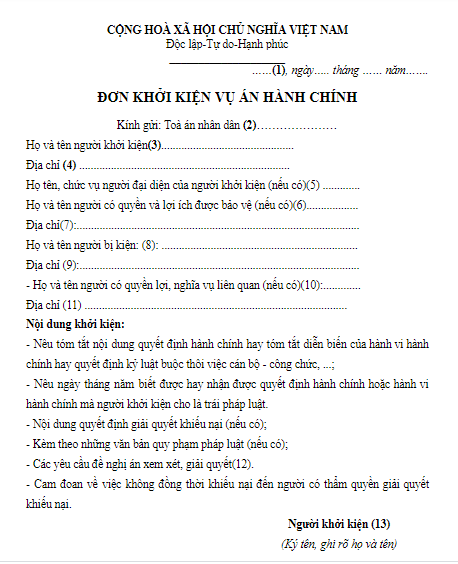 CỘNG HOÀ XÃ HỘI CHỦ NGHĨA VIỆT NAM
Độc lập-Tự do-Hạnh phúc
……(1), ngày….. tháng …… năm…….
ĐƠN KHỞI KIỆN VỤ ÁN HÀNH CHÍNH
Kính gửi: Toà án nhân dân (2)…………………
Họ và tên người khởi kiện(3)................................................
Địa chỉ (4) ............................................................................
Họ tên, chức vụ người đại diện của người khởi kiện (nếu có)(5) .............
Họ và tên người có quyền và lợi ích được bảo vệ (nếu có)(6)..................
Địa chỉ(7):......................................................................................................
Họ và tên người bị kiện: (8): .......................................................................
Địa chỉ (9):.....................................................................................................
- Họ và tên người có quyền lợi, nghĩa vụ liên quan (nếu có)(10):.............
Địa chỉ (11) ...............................................................................................
Nội dung khởi kiện:
- Nêu tóm tắt nội dung quyết định hành chính hay tóm tắt diễn biến của hành vi hành
chính hay quyết định kỷ luật buộc thôi việc cán bộ - công chức, ...;
- Nêu ngày tháng năm biết được hay nhận được quyết định hành chính hoặc hành vi
hành chính mà người khởi kiện cho là trái pháp luật.
- Nội dung quyết định giải quyết khiếu nại (nếu có);
- Kèm theo những văn bản quy phạm pháp luật (nếu có);
- Các yêu cầu đề nghị án xem xét, giải quyết(12).
- Cam đoan về việc không đồng thời khiếu nại đến người có thẩm quyền giải quyết
khiếu nại.
Người khởi kiện (13)
(Ký tên, ghi rõ họ và tên)